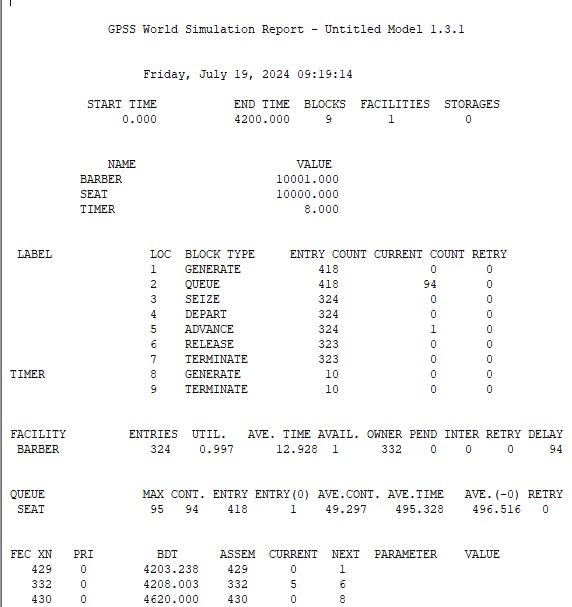 GPSS World Simulation Report - Untitled Model 1.3.1
Friday, July 19, 2024 09:19:14
START TIME END TIME BLOCKS FACILITIES STORAGES
0.000 4200.000 9 1 0
NAME VALUE
BARBER 10001.000
SEAT 10000.000
TIMER 8.000
LABEL LOC BLOCK TYPE ENTRY COUNT CURRENT COUNT RETRY
1 GENERATE 418 0 0
2 QUEUE 418 94 0
3 SEIZE 324 0 0
4 DEPART 324 0 0
5 ADVANCE 324 1 0
6 RELEASE 323 0 0
7 TERMINATE 323 0 0
TIMER 8 GENERATE 10 0 0
9 TERMINATE 10 0 0
FACILITY ENTRIES UTIL. AVE. TIME AVAIL. OWNER PEND INTER RETRY DELAY
BARBER 324 0.997 12.928 1 332 0 0 0 94
QUEUE MAX CONT. ENTRY ENTRY(0) AVE.CONT. AVE.TIME AVE.(-0) RETRY
SEAT 95 94 418 1 49.297 495.328 496.516 0
FEC XN PRI BDT ASSEM CURRENT NEXT PARAMETER VALUE
429 0 4203.238 429 0 1
332 0 4208.003 332 5 6
430 0 4620.000 430 0 8